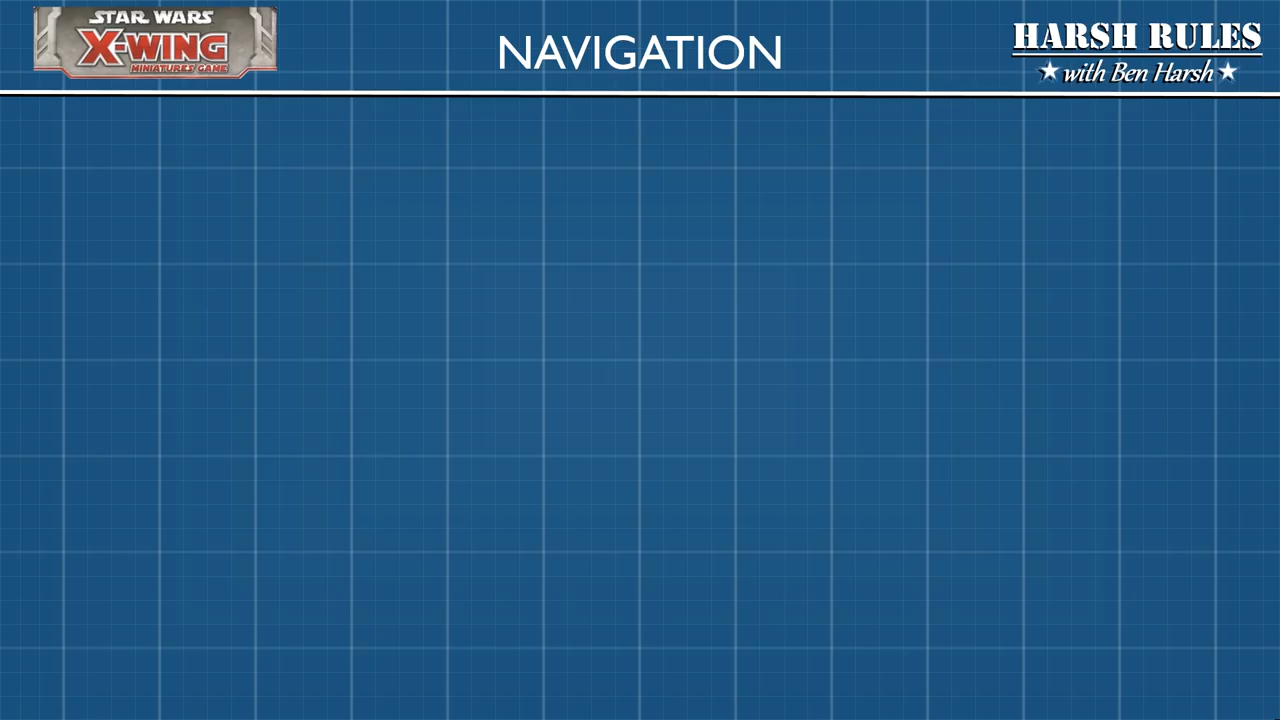 STAR WARS
X-WING
MINIATURES GAME
NAVIGATION
HARSH RULES
with Ben Harsh